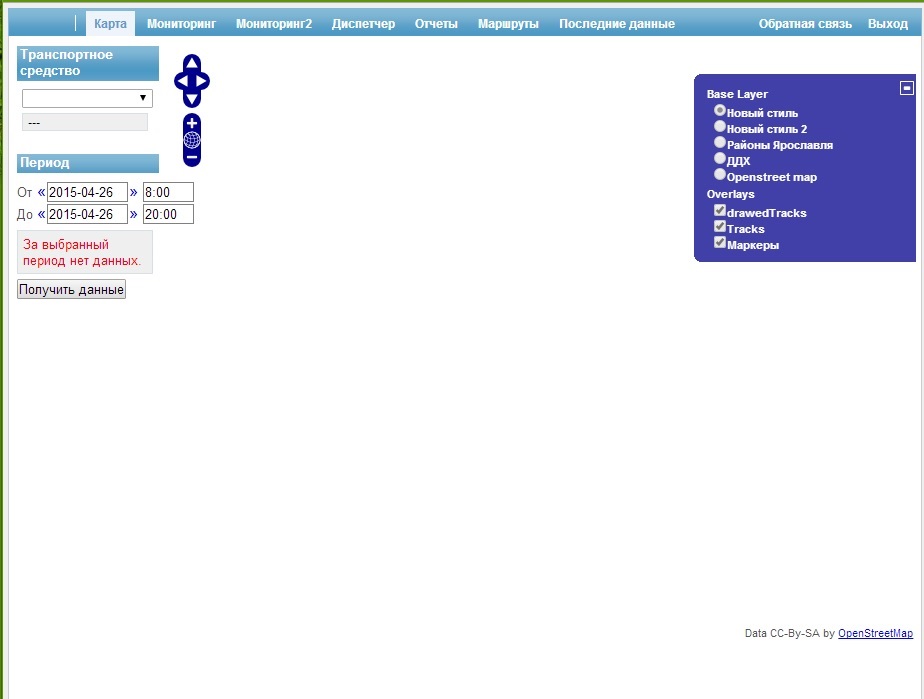 Карта Мониторинг Мониторинг2 Диспетчер Отчеты Маршруты Последние данные Обратная связь Выход
Транспортное
средство
---
Период
От « 2015-04-26 » 8:00
До « 2015-04-26 » 20:00
За выбранный
период нет данных.
Получить данные
Base Layer
Новый стиль
Новый стиль 2
Районы Ярославля
ДДХ
Openstreet map
Overlays
drawedTracks
Tracks
Маркеры
Data CC-By-SA by OpenStreetMap